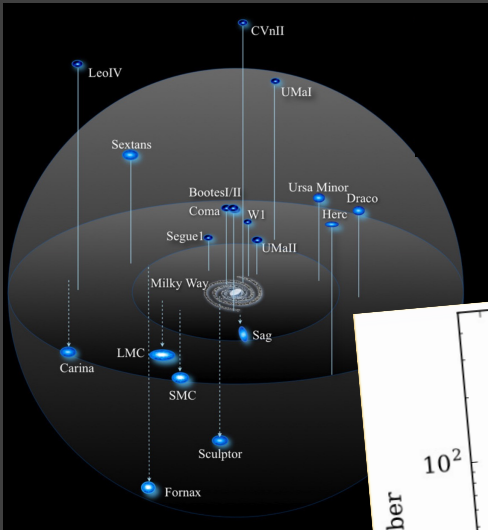 CVnII
LeoIV
UMaI
Sextans
Ursa Minor
BootesI/II
Draco
Coma
W1
Herc
Segue1
UMaII
Milky Way
Sag
LMC
Carina
SMC
Sculptor
10²
Fornax